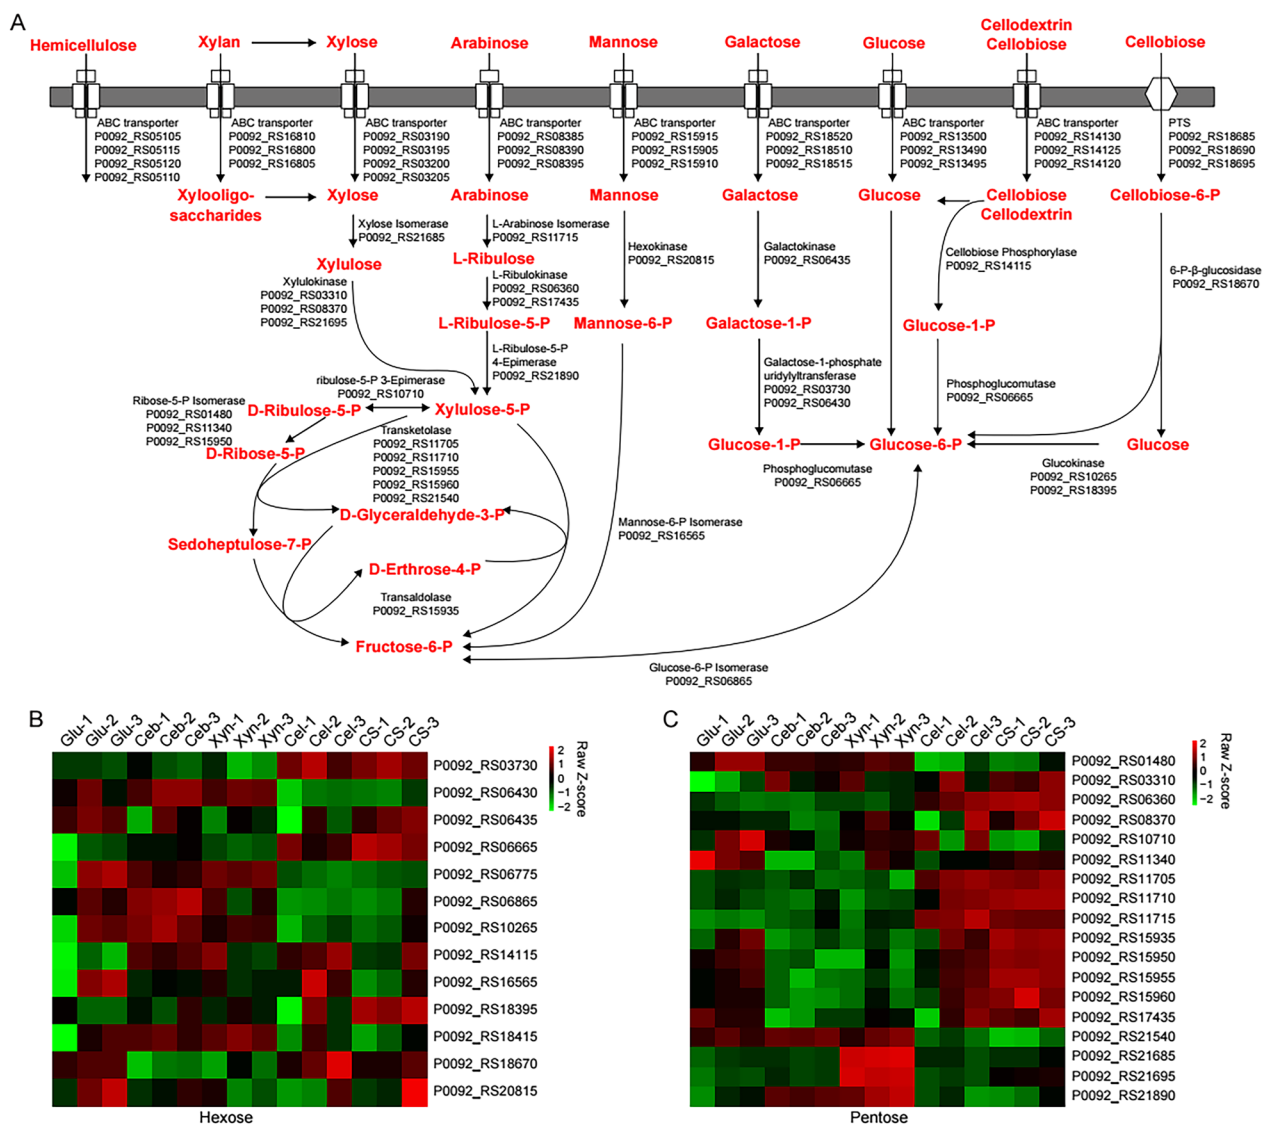 A
Hemicellulose
Xylan
Xylose
Arabinose
Mannose
Galactose
Glucose
Cellodextrin
Cellobiose
Cellobiose
ABC transporter
P0092_RS05105
P0092_RS05115
P0092_RS05120
P0092_RS05110
ABC transporter
P0092_RS16810
P0092_RS16800
P0092_RS16805
ABC transporter
P0092_RS03190
P0092_RS03195
P0092_RS03200
P0092_RS03205
ABC transporter
P0092_RS08385
P0092_RS08390
P0092_RS08395
ABC transporter
P0092_RS15915
P0092_RS15905
P0092_RS15910
ABC transporter
P0092_RS18520
P0092_RS18510
P0092_RS18515
ABC transporter
P0092_RS13500
P0092_RS13490
P0092_RS13495
ABC transporter
P0092_RS14130
P0092_RS14125
P0092_RS14120
PTS
P0092_RS18685
P0092_RS18690
P0092_RS18695
Xylooligo-
saccharides
Xylose
Arabinose
Mannose
Galactose
Glucose
Cellobiose
Cellodextrin
Cellobiose-6-P
Xylose Isomerase
P0092_RS21685
L-Arabinose Isomerase
P0092_RS11715
Hexokinase
P0092_RS20815
Galactokinase
P0092_RS06435
Cellobiose Phosphorylase
P0092_RS14115
6-P-β-glucosidase
P0092_RS18670
Xylulose
L-Ribulose
Xylulokinase
P0092_RS03310
P0092_RS08370
P0092_RS21695
L-Ribulokinase
P0092_RS06360
P0092_RS17435
L-Ribulose-5-P
Mannose-6-P
Galactose-1-P
Glucose-1-P
L-Ribulose-5-P
4-Epimerase
P0092_RS21890
Galactose-1-phosphate
uridylyltransferase
P0092_RS03730
P0092_RS06430
Phosphoglucomutase
P0092_RS06665
ribulose-5-P 3-Epimerase
P0092_RS10710
Ribose-5-P Isomerase
P0092_RS01480
P0092_RS11340
P0092_RS15950
D-Ribulose-5-P
Xylulose-5-P
D-Ribose-5-P
Transketolase
P0092_RS11705
P0092_RS11710
P0092_RS15955
P0092_RS15960
P0092_RS21540
Glucose-1-P
Glucose-6-P
Glucose
Phosphoglucomutase
P0092_RS06665
Glucokinase
P0092_RS10265
P0092_RS18395
D-Glyceraldehyde-3-P
Sedoheptulose-7-P
Mannose-6-P Isomerase
P0092_RS16565
D-Erthrose-4-P
Transaldolase
P0092_RS15935
Fructose-6-P
Glucose-6-P Isomerase
P0092_RS06865
B
Glu-1
Glu-2
Glu-3
Ceb-1
Ceb-2
Ceb-3
Xyn-1
Xyn-2
Xyn-3
Cel-1
Cel-2
Cel-3
CS-1
CS-2
CS-3
P0092_RS03730
P0092_RS06430
P0092_RS06435
P0092_RS06665
P0092_RS06775
P0092_RS06865
P0092_RS10265
P0092_RS14115
P0092_RS16565
P0092_RS18395
P0092_RS18415
P0092_RS18670
P0092_RS20815
2
1
0
−1
−2
Raw Z-score
Hexose
C
Glu-1
Glu-2
Glu-3
Ceb-1
Ceb-2
Ceb-3
Xyn-1
Xyn-2
Xyn-3
Cel-1
Cel-2
Cel-3
CS-1
CS-2
CS-3
P0092_RS01480
P0092_RS03310
P0092_RS06360
P0092_RS08370
P0092_RS10710
P0092_RS11340
P0092_RS11705
P0092_RS11710
P0092_RS11715
P0092_RS15935
P0092_RS15950
P0092_RS15955
P0092_RS15960
P0092_RS17435
P0092_RS21540
P0092_RS21685
P0092_RS21695
P0092_RS21890
2
1
0
−1
−2
Raw Z-score
Pentose